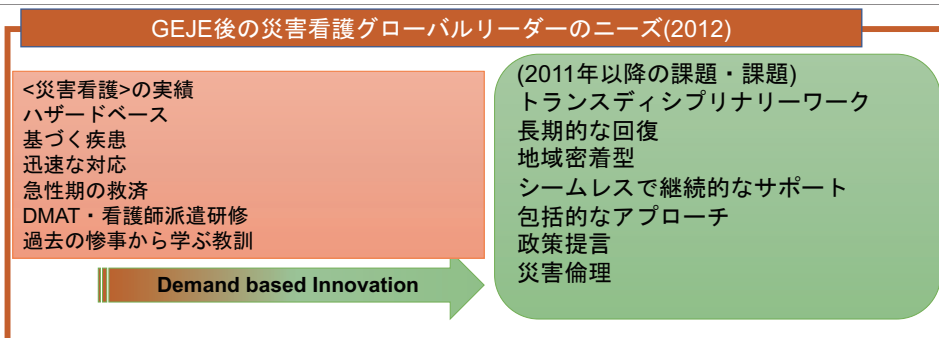 GEJE後の災害看護グローバルリーダーのニーズ(2012)
<災害看護>の実績
ハザードベース
基づく疾患
迅速な対応
急性期の救済
DMAT・看護師派遣研修
過去の惨事から学ぶ教訓
(2011年以降の課題・課題)
トランスディシプリナリーワーク
長期的な回復
地域密着型
シームレスで継続的なサポート
包括的なアプローチ
政策提言
災害倫理
Demand based Innovation